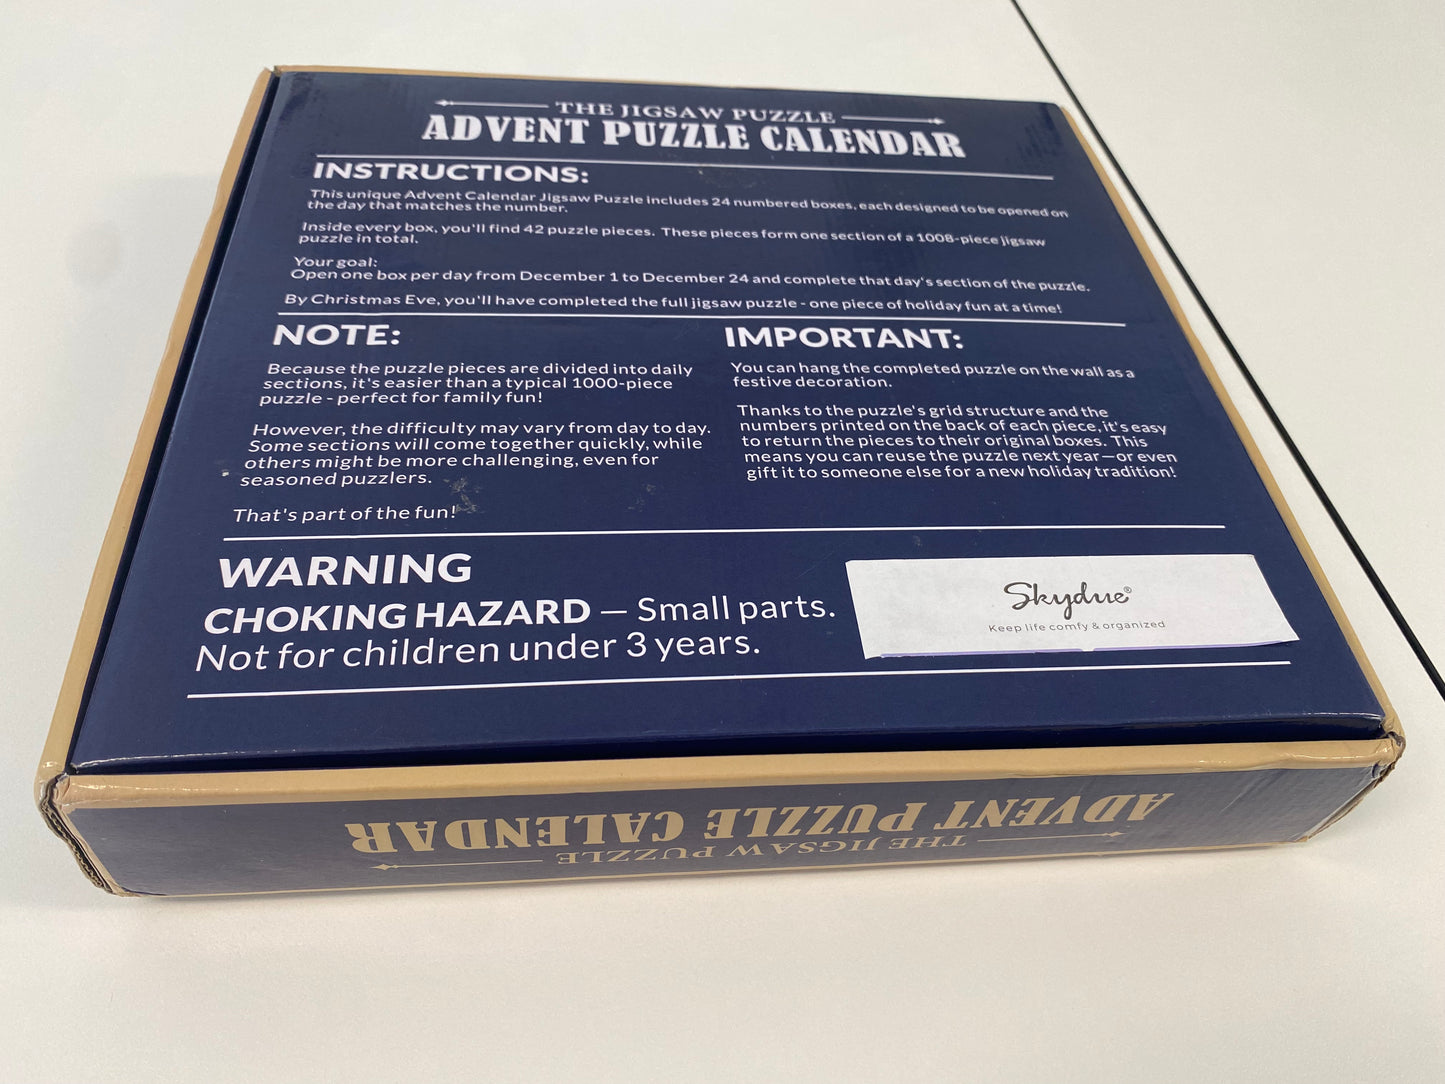 THE JIGSAW PUZZLE
ADVENT PUZZLE CALENDAR
INSTRUCTIONS:
This unique Advent Calendar Jigsaw Puzzle includes 24 numbered boxes, each designed to be opened on
the day that matches the number.
Inside every box, you'll find 42 puzzle pieces. These pieces form one section of a 1008-piece jigsaw
puzzle in total.
Your goal:
Open one box per day from December 1 to December 24 and complete that day's section of the puzzle.
By Christmas Eve, you'll have completed the full jigsaw puzzle - one piece of holiday fun at a time!
NOTE:
Because the puzzle pieces are divided into daily
sections, it's easier than a typical 1000-piece
puzzle - perfect for family fun!
However, the difficulty may vary from day to day.
Some sections will come together quickly, while
others might be more challenging, even for
seasoned puzzlers.
That's part of the fun!
IMPORTANT:
You can hang the completed puzzle on the wall as a
festive decoration.
Thanks to the puzzle's grid structure and the
numbers printed on the back of each piece, it's easy
to return the pieces to their original boxes. This
means you can reuse the puzzle next year—or even
gift it to someone else for a new holiday tradition!
WARNING
CHOKING HAZARD — Small parts.
Not for children under 3 years.
Skydue®
Keep life comfy & organized
THE JIGSAW PUZZLE
ADVENT PUZZLE CALENDAR